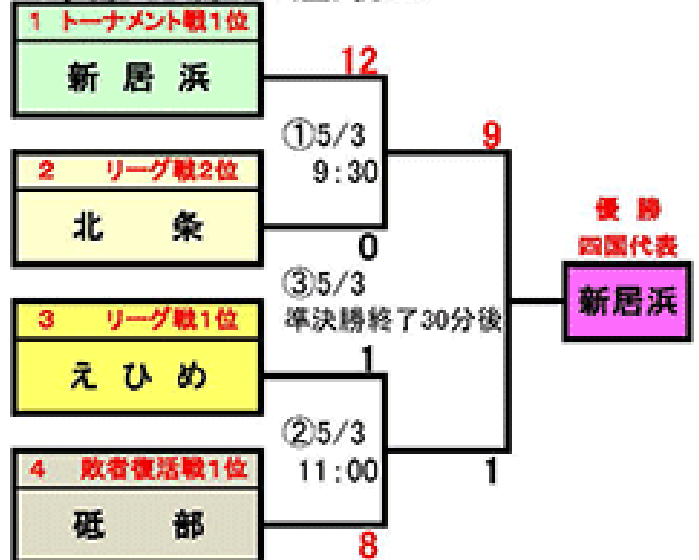 1 トーナメント戦1位
新居浜
12
①5/3
9:30
9
2 リーグ戦2位
北条
0
優勝
四国代表
新居浜
③5/3
準決勝終了30分後
3 リーグ戦1位
えひめ
1
②5/3
11:00
1
4 敗者復活戦1位
砥部
8